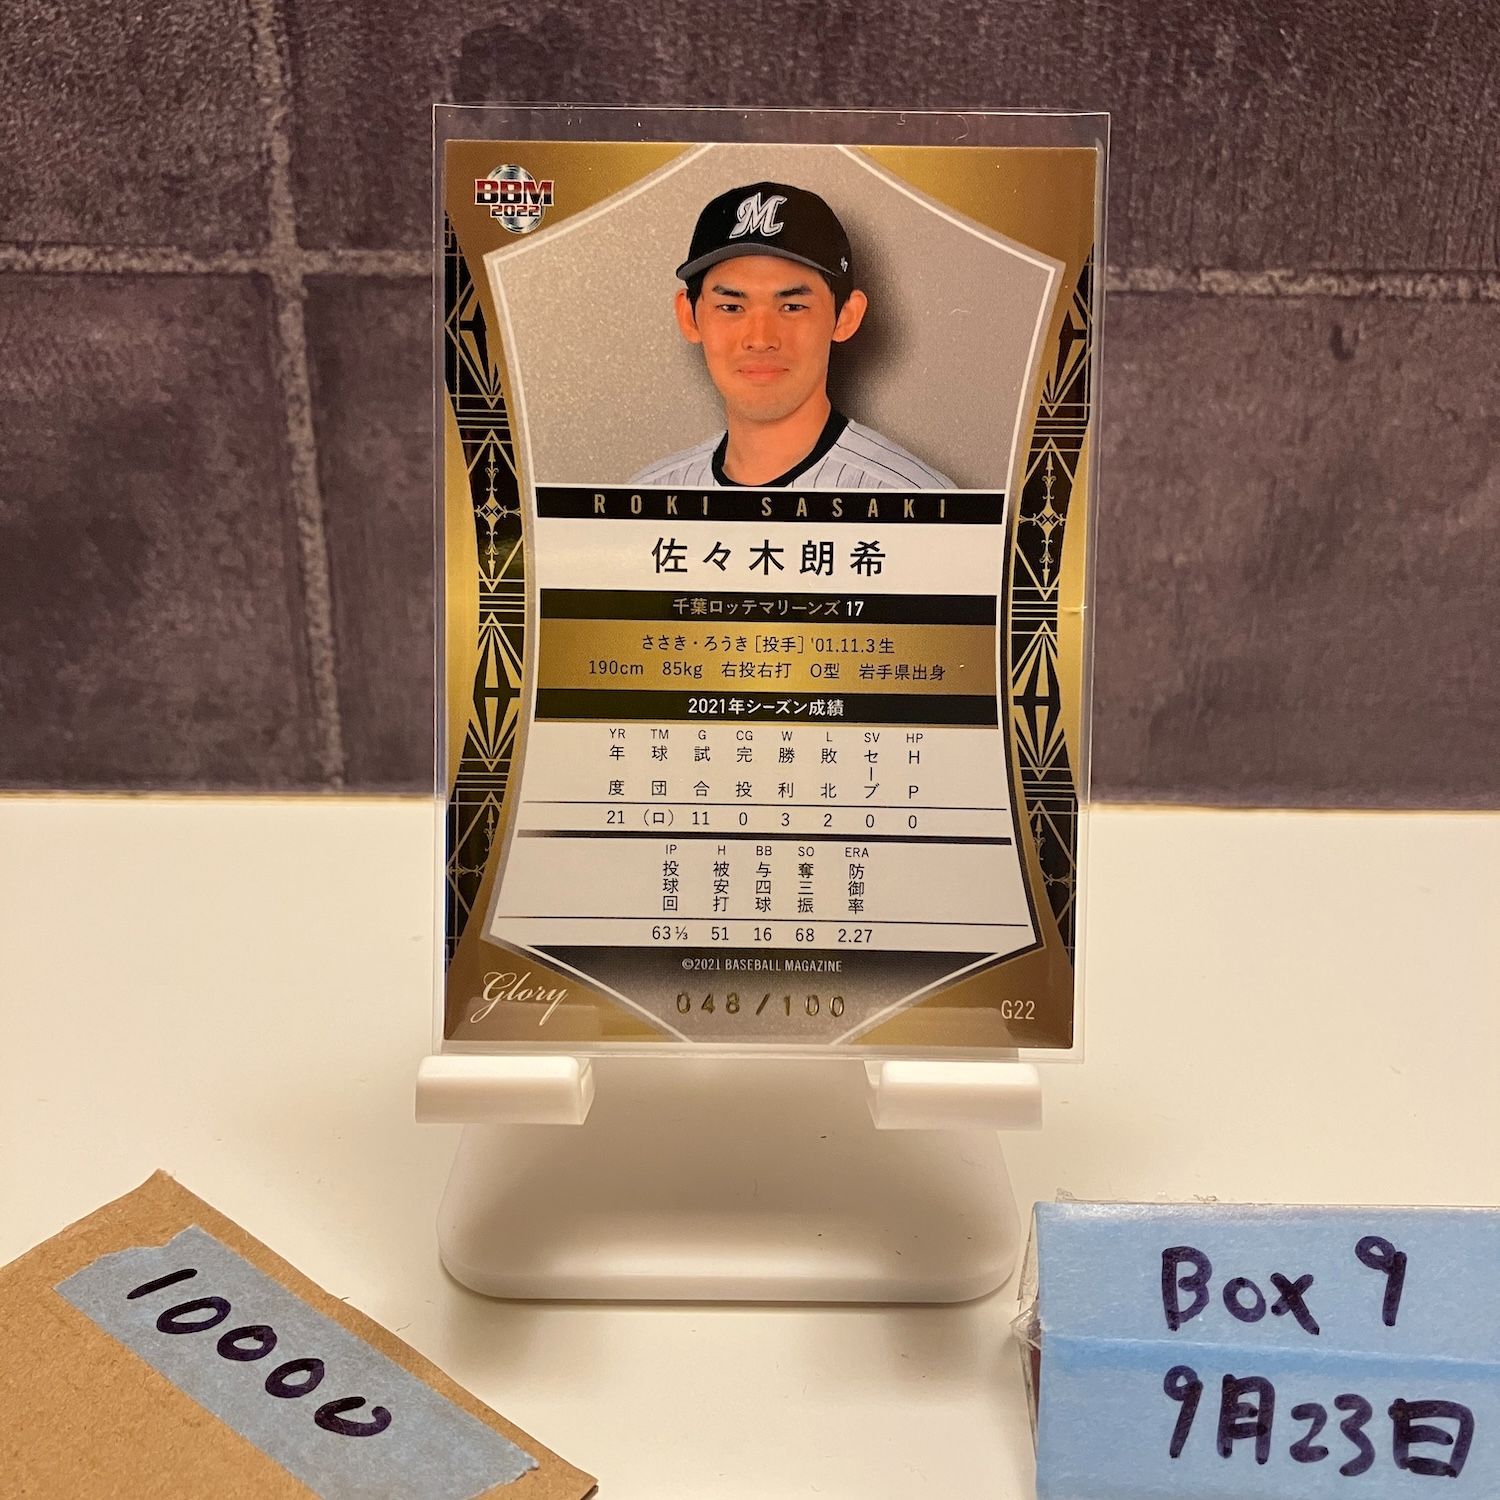 BBM
2022
M
ROKI SASAKI
佐々木朗希
千葉ロッテマリーンズ 17
ささき・ろうき［投手］'01.11.3生
190cm 85kg 右投右打 O型 岩手県出身
2021年シーズン成績
YR TM G CG W L SV HP
年度 球団 試合 完投 勝利 敗北 セーブ HP
21 （ロ） 11 0 3 2 0 0
IP H BB SO ERA
投球回 被安打 与四球 奪三振 防御率
63⅓ 51 16 68 2.27
©2021 BASEBALL MAGAZINE
Glory
048/100
G22
10000
Box 9
9月23日